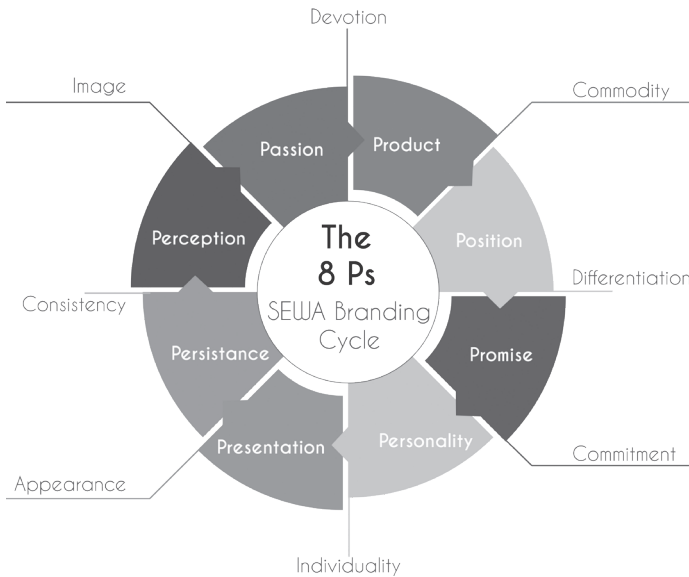 Devotion
Image
Commodity
Passion
Product
Perception
Position
The
8 Ps
SEWA Branding
Cycle
Differentiation
Consistency
Persistance
Promise
Presentation
Personality
Commitment
Appearance
Individuality